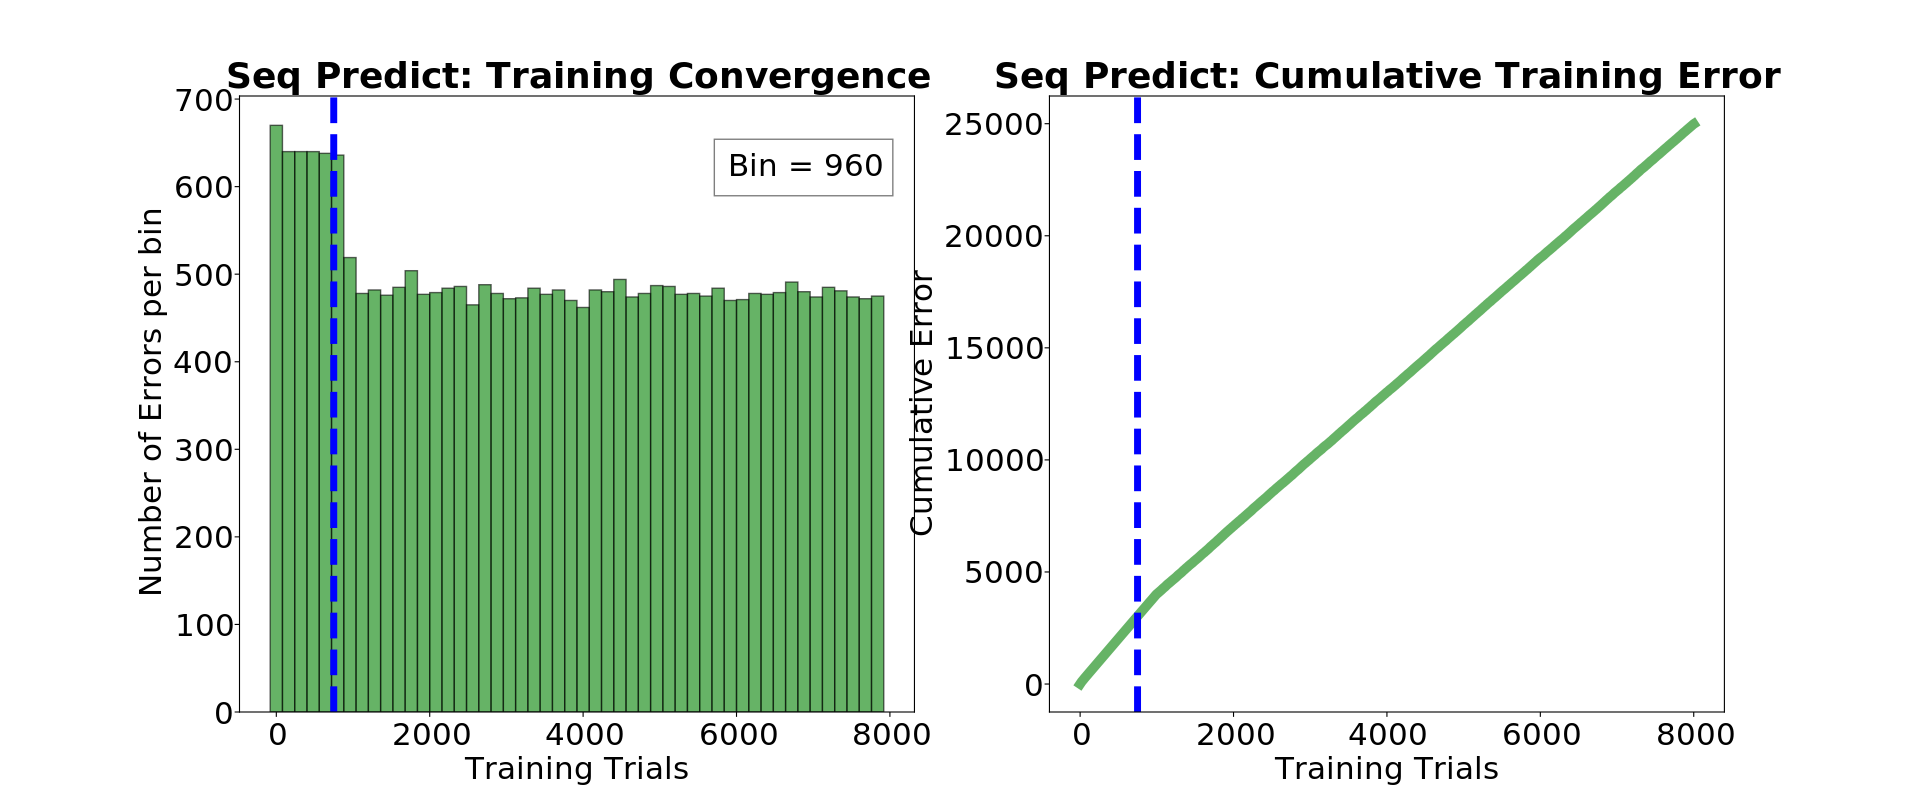 Seq Predict: Training Convergence
700
600
500
400
300
200
100
0
Number of Errors per bin
Bin = 960
0 2000 4000 6000 8000
Training Trials
Seq Predict: Cumulative Training Error
25000
20000
15000
10000
5000
0
Cumulative Error
0 2000 4000 6000 8000
Training Trials